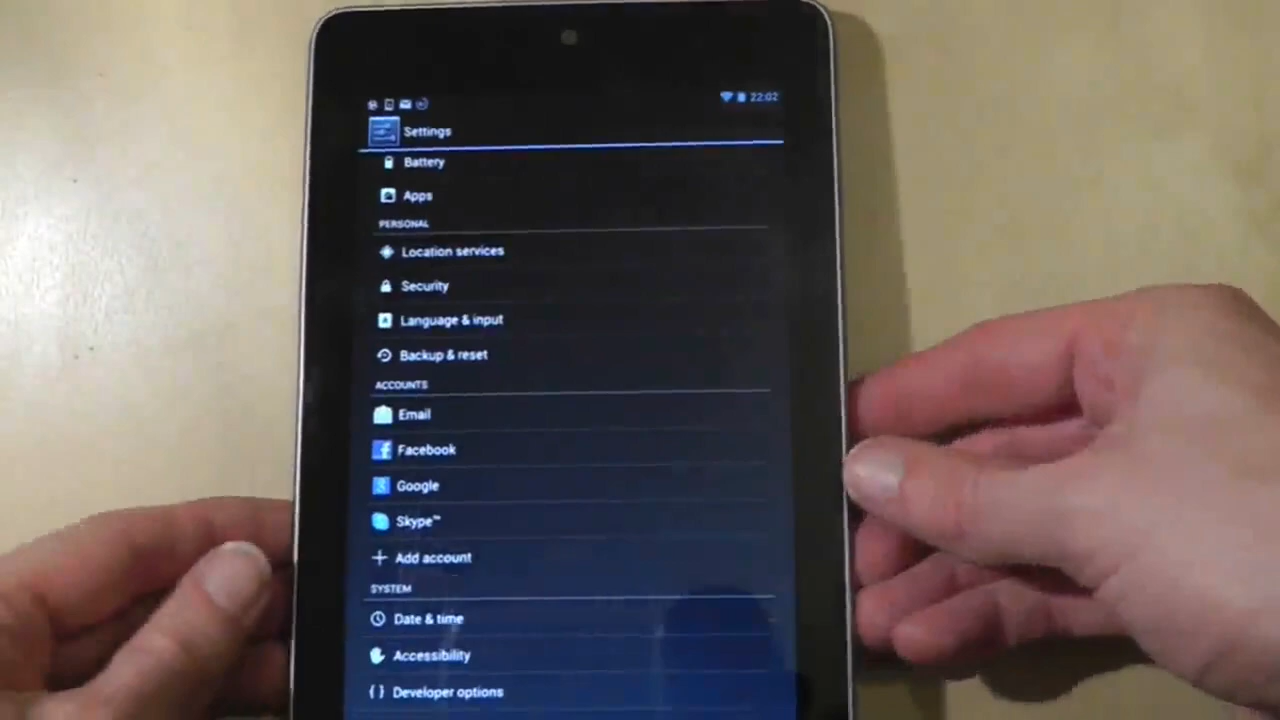 22:02
Settings
Battery
Apps
PERSONAL
Location services
Security
Language & input
Backup & reset
ACCOUNTS
Email
Facebook
Google
Skype™
Add account
SYSTEM
Date & time
Accessibility
Developer options